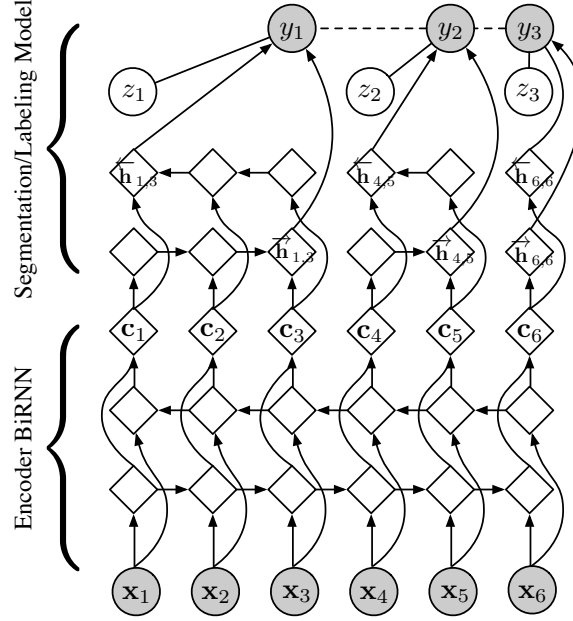 Segmentation/Labeling Model
Encoder BiRNN
y₁ y₂ y₃
z₁ z₂ z₃
←h₁,₃ ←h₄,₅ ←h₆,₆
→h₁,₃ →h₄,₅ →h₆,₆
c₁ c₂ c₃ c₄ c₅ c₆
x₁ x₂ x₃ x₄ x₅ x₆